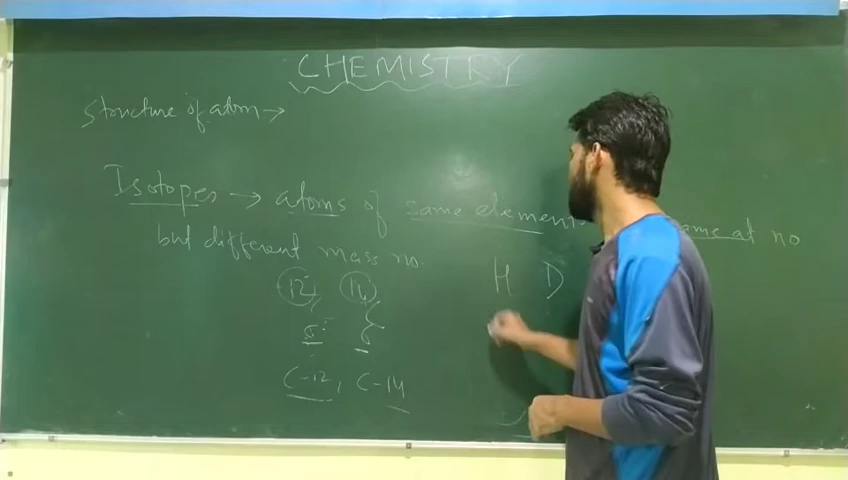 CHEMISTRY
Structure of atom →
Isotopes → atoms of same element same at no
but different mass no.
12 14
C
6 6
C-12, C-14
H D